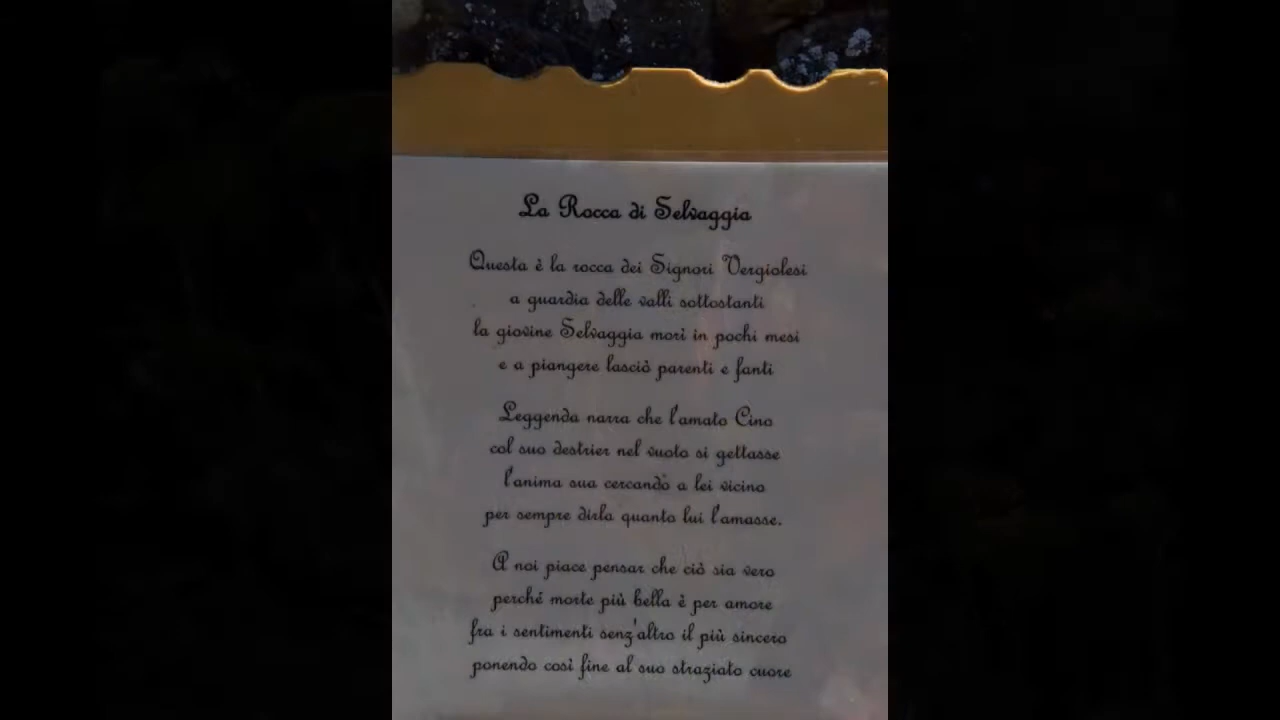 La Rocca di Selvaggia
Questa è la rocca dei Signori Vergiolesi
a guardia delle valli sottostanti
la giovine Selvaggia morì in pochi mesi
e a piangere lasciò parenti e fanti
Leggenda narra che l'amato Cino
col suo destrier nel vuoto si gettasse
l'anima sua cercando a lei vicino
per sempre dirla quanto lui l'amasse.
A noi piace pensar che ciò sia vero
perché morte più bella è per amore
fra i sentimenti senz'altro il più sincero
ponendo così fine al suo straziato cuore